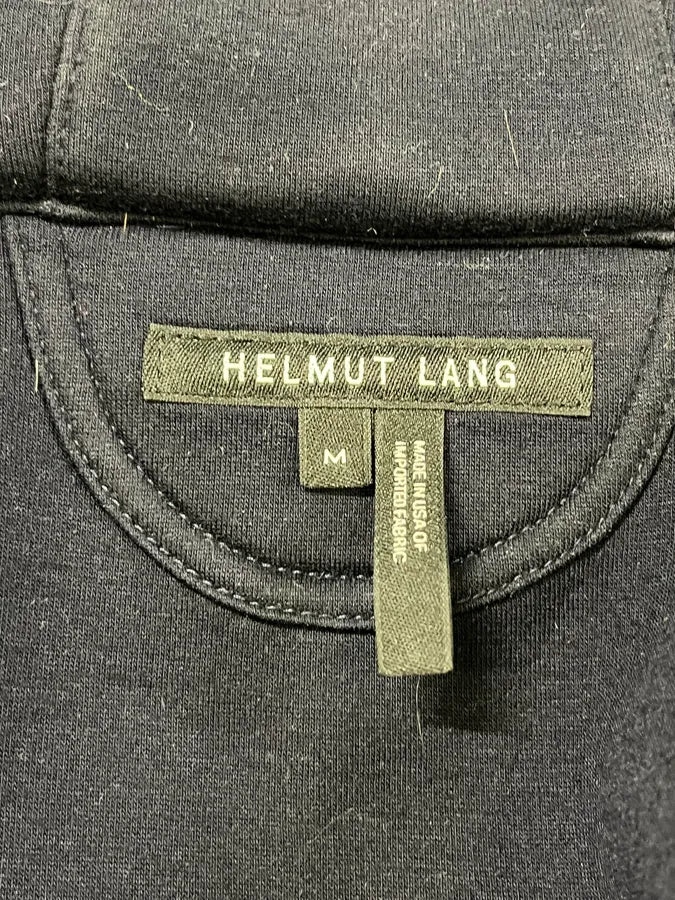 HELMUT LANG
M
MADE IN USA OF
IMPORTED FABRIC